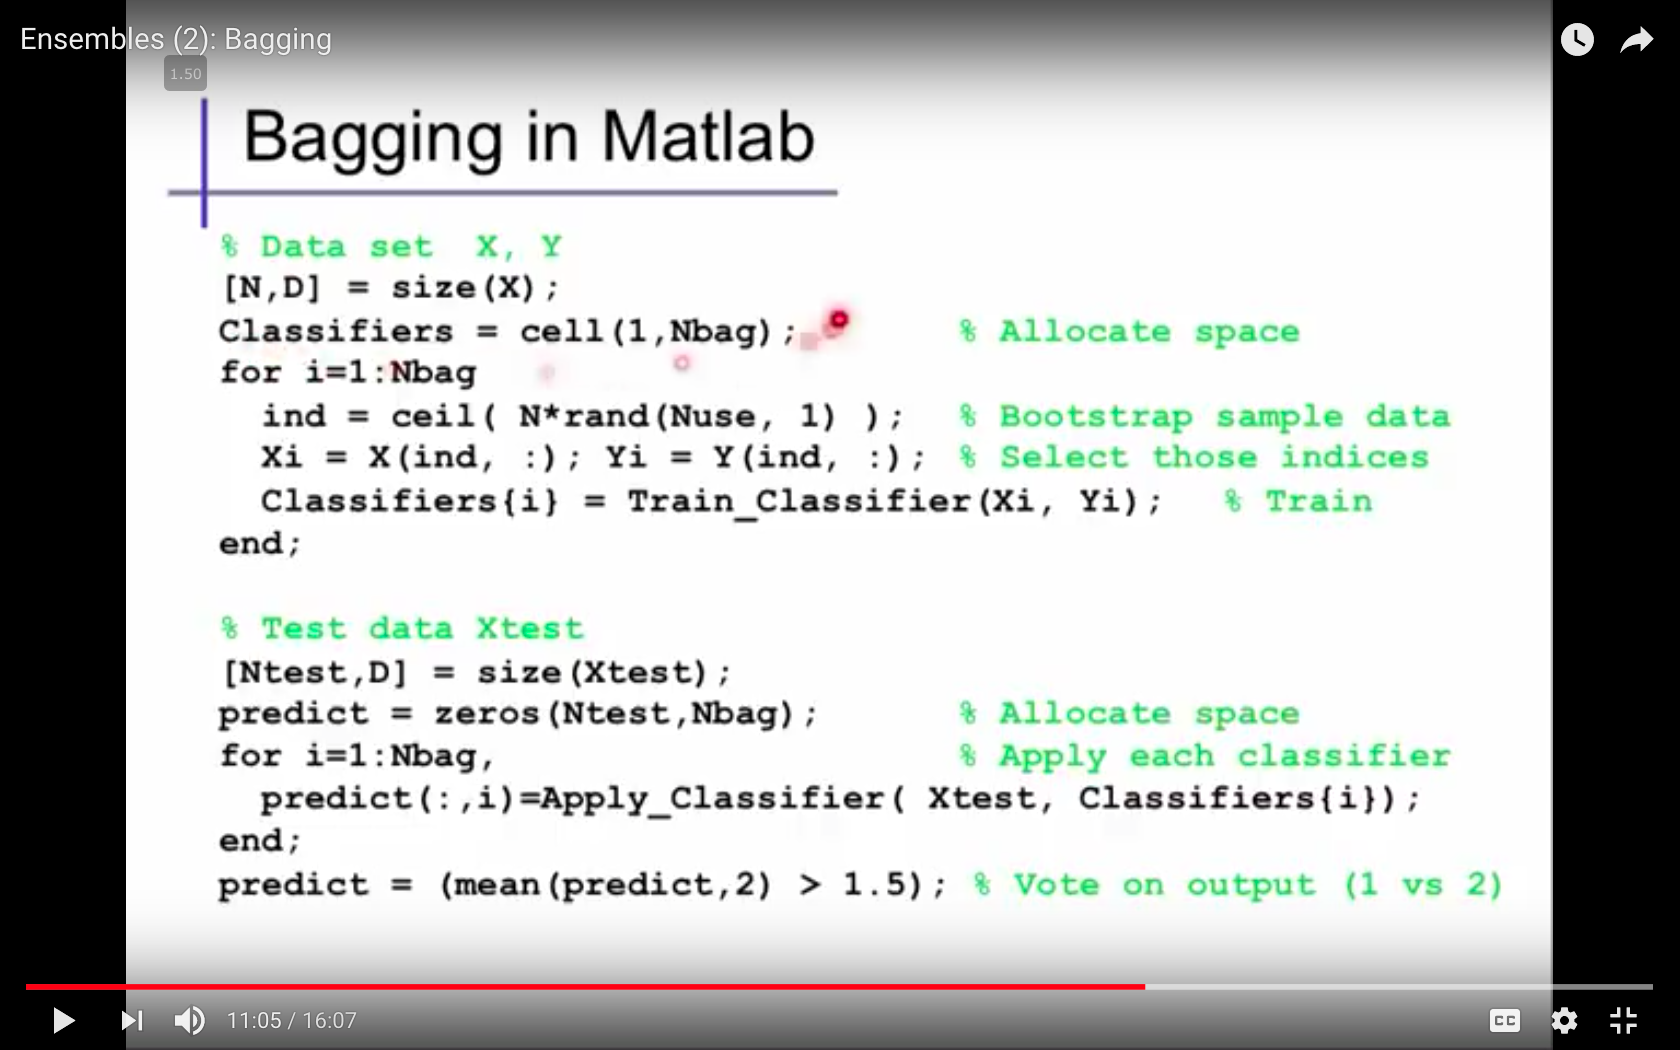 Ensembles (2): Bagging
1.50
Bagging in Matlab
% Data set  X, Y
[N,D] = size(X);
Classifiers = cell(1,Nbag);  % Allocate space
for i=1:Nbag
  ind = ceil( N*rand(Nuse, 1) );  % Bootstrap sample data
  Xi = X(ind, :); Yi = Y(ind, :);  % Select those indices
  Classifiers{i} = Train_Classifier(Xi, Yi);  % Train
end;
% Test data Xtest
[Ntest,D] = size(Xtest);
predict = zeros(Ntest,Nbag);  % Allocate space
for i=1:Nbag,  % Apply each classifier
  predict(:,i)=Apply_Classifier( Xtest, Classifiers{i});
end;
predict = (mean(predict,2) > 1.5); % Vote on output (1 vs 2)
11:05 / 16:07
CC